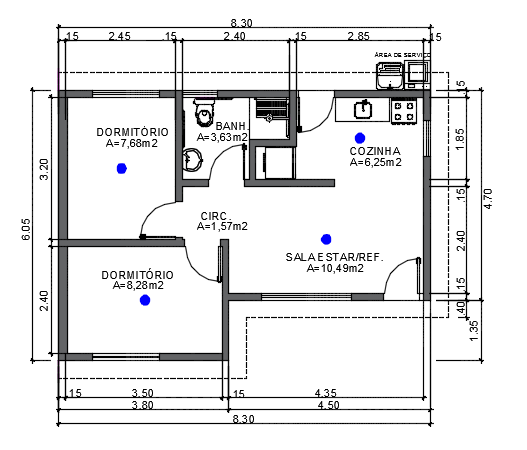 8.30
.15
2.45
.15
2.40
2.85
.15
ÁREA DE SERVIÇO
DORMITÓRIO
A=7,68m2
BANH.
A=3,63m2
COZINHA
A=6,25m2
CIRC.
A=1,57m2
SALA ESTAR/REF.
A=10,49m2
DORMITÓRIO
A=8,28m2
6.05
3.20
2.40
.15
1.85
.15
2.40
.15
.40
4.70
1.35
.15
3.50
.15
4.35
3.80
4.50
8.30